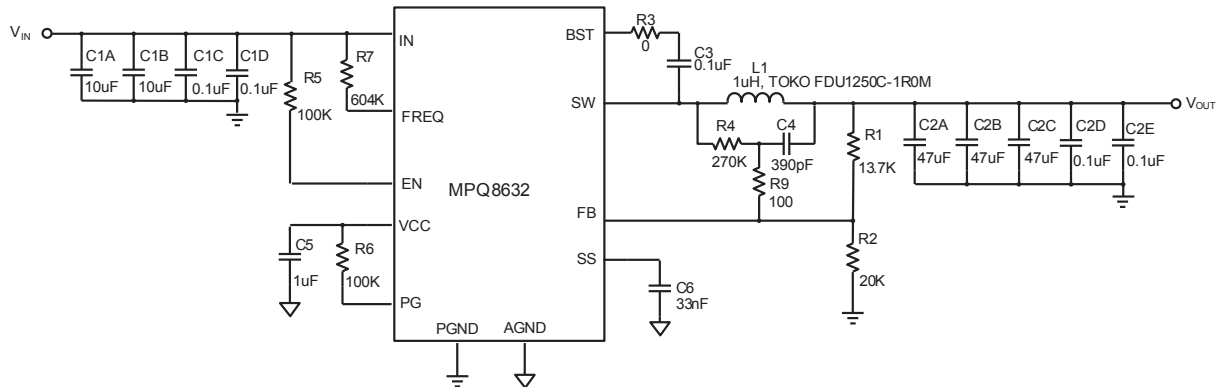 VIN
C1A
10uF
C1B
10uF
C1C
0.1uF
C1D
0.1uF
R5
100K
R7
604K
IN
FREQ
EN
VCC
PG
PGND
AGND
MPQ8632
BST
SW
FB
SS
C5
1uF
R6
100K
R3
0
C3
0.1uF
L1
1uH, TOKO FDU1250C-1R0M
R4
270K
C4
390pF
R9
100
R1
13.7K
R2
20K
C6
33nF
C2A
47uF
C2B
47uF
C2C
47uF
C2D
0.1uF
C2E
0.1uF
VOUT